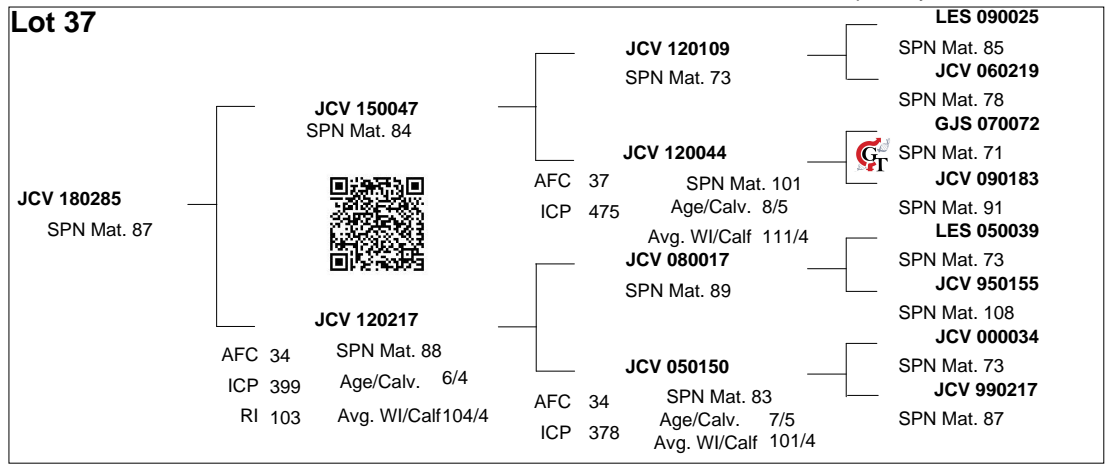 Lot 37
JCV 180285
SPN Mat. 87
JCV 150047
SPN Mat. 84
JCV 120217
AFC 34 SPN Mat. 88
ICP 399 Age/Calv. 6/4
RI 103 Avg. WI/Calf 104/4
JCV 120109
SPN Mat. 73
JCV 120044
AFC 37 SPN Mat. 101
ICP 475 Age/Calv. 8/5
Avg. WI/Calf 111/4
JCV 080017
SPN Mat. 89
JCV 050150
AFC 34 SPN Mat. 83
Age/Calv. 7/5
ICP 378 Avg. WI/Calf 101/4
LES 090025
SPN Mat. 85
JCV 060219
SPN Mat. 78
GJS 070072
GT SPN Mat. 71
JCV 090183
SPN Mat. 91
LES 050039
SPN Mat. 73
JCV 950155
SPN Mat. 108
JCV 000034
SPN Mat. 73
JCV 990217
SPN Mat. 87